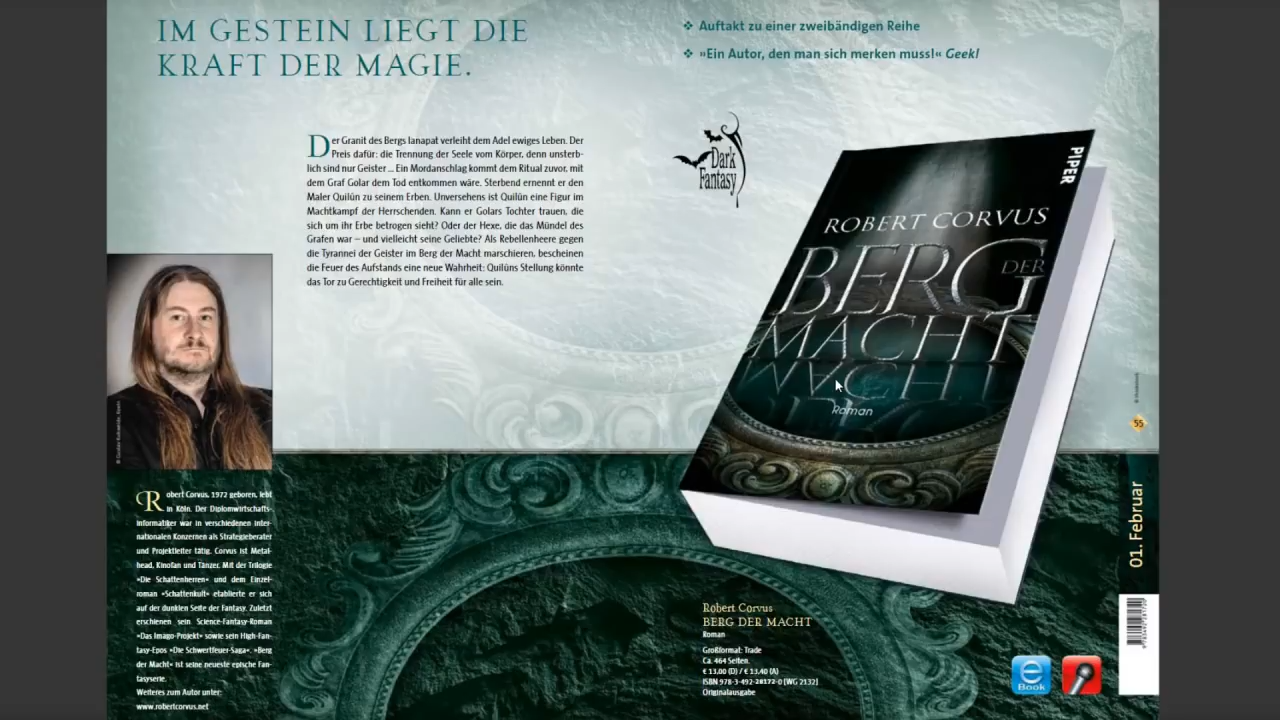 IM GESTEIN LIEGT DIE
KRAFT DER MAGIE.
❖ Auftakt zu einer zweibändigen Reihe
❖ »Ein Autor, den man sich merken muss!« Geek!
Der Granit des Bergs Ianapat verleiht dem Adel ewiges Leben. Der
Preis dafür: die Trennung der Seele vom Körper, denn unsterb-
lich sind nur Geister ... Ein Mordanschlag kommt dem Ritual zuvor, mit
dem Graf Golar dem Tod entkommen wäre. Sterbend ernennt er den
Maler Quilûn zu seinem Erben. Unversehens ist Quilûn eine Figur im
Machtkampf der Herrschenden. Kann er Golars Tochter trauen, die
sich um ihr Erbe betrogen sieht? Oder der Hexe, die das Mündel des
Grafen war – und vielleicht seine Geliebte? Als Rebellenheere gegen
die Tyrannei der Geister im Berg der Macht marschieren, bescheinen
die Feuer des Aufstands eine neue Wahrheit: Quilûns Stellung könnte
das Tor zu Gerechtigkeit und Freiheit für alle sein.
Dark
Fantasy
PIPER
ROBERT CORVUS
BERG
DER
MACHT
Roman
55
01. Februar
Robert Corvus, 1972 geboren, lebt
in Köln. Der Diplomwirtschafts-
informatiker war in verschiedenen inter-
nationalen Konzernen als Strategieberater
und Projektleiter tätig. Corvus ist Metal-
head, Kinofan und Tänzer. Mit der Trilogie
»Die Schattenherren« und dem Einzel-
roman »Schattenkult« etablierte er sich
auf der dunklen Seite der Fantasy. Zuletzt
erschienen sein Science-Fantasy-Roman
»Das Imago-Projekt« sowie sein High-Fan-
tasy-Epos »Die Schwertfeuer-Saga«. »Berg
der Macht« ist seine neueste epische Fan-
tasyserie.
Weiteres zum Autor unter:
www.robertcorvus.net
Robert Corvus
BERG DER MACHT
Roman
Großformat: Trade
Ca. 464 Seiten.
€ 13,00 (D) / € 13,40 (A)
ISBN 978-3-492-28172-0 [WG 2132]
Originalausgabe
e
Book